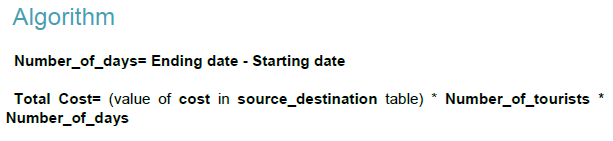 Algorithm
Number_of_days= Ending date - Starting date
Total Cost= (value of cost in source_destination table) * Number_of_tourists *
Number_of_days